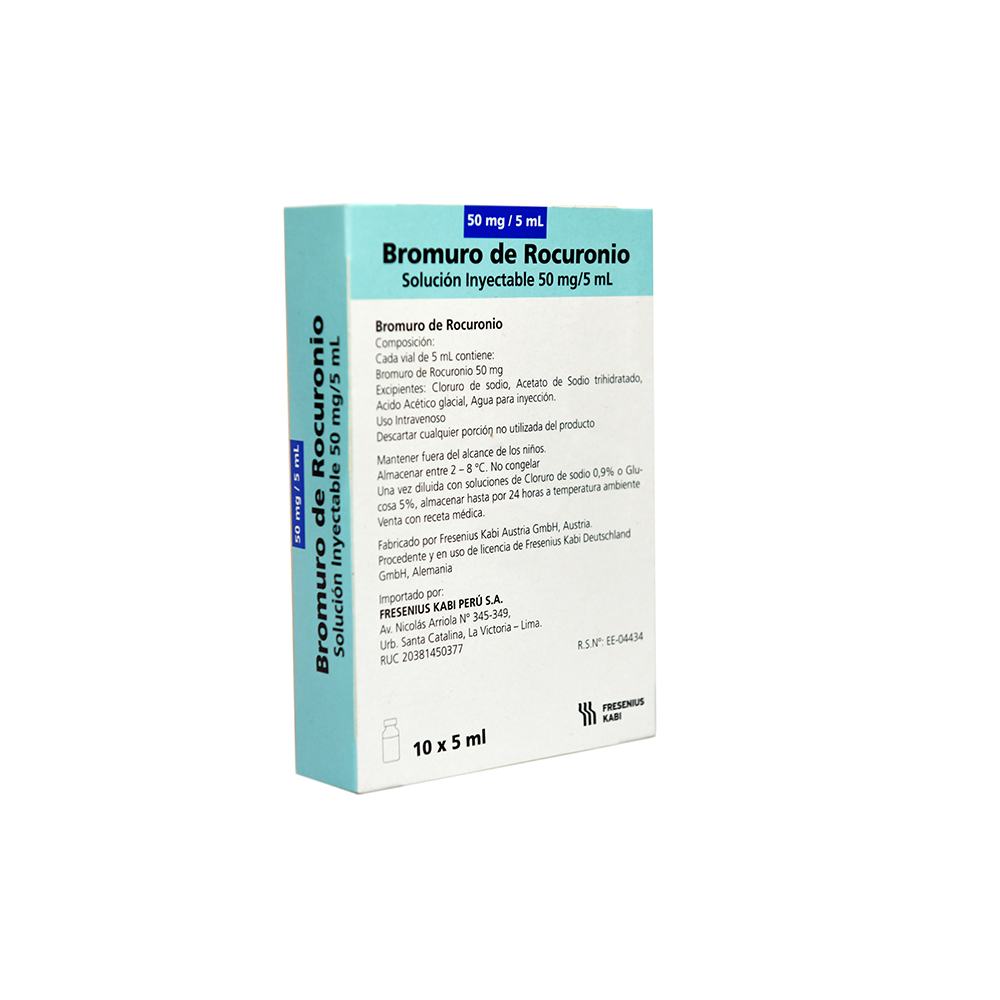 50 mg / 5 mL
Bromuro de Rocuronio
Solución Inyectable 50 mg/5 mL
Bromuro de Rocuronio
Composición:
Cada vial de 5 mL contiene:
Bromuro de Rocuronio 50 mg
Excipientes: Cloruro de sodio, Acetato de Sodio trihidratado,
Acido Acético glacial, Agua para inyección.
Uso Intravenoso
Descartar cualquier porción no utilizada del producto
Mantener fuera del alcance de los niños.
Almacenar entre 2 – 8 °C. No congelar
Una vez diluida con soluciones de Cloruro de sodio 0,9% o Glu-
cosa 5%, almacenar hasta por 24 horas a temperatura ambiente
Venta con receta médica.
Fabricado por Fresenius Kabi Austria GmbH, Austria.
Procedente y en uso de licencia de Fresenius Kabi Deutschland
GmbH, Alemania
Importado por:
FRESENIUS KABI PERÚ S.A.
Av. Nicolás Arriola N° 345-349,
Urb. Santa Catalina, La Victoria – Lima.
RUC 20381450377
R.S.N°: EE-04434
10 x 5 ml
FRESENIUS
KABI
50 mg / 5 mL
Bromuro de Rocuronio
Solución Inyectable 50 mg/5 mL